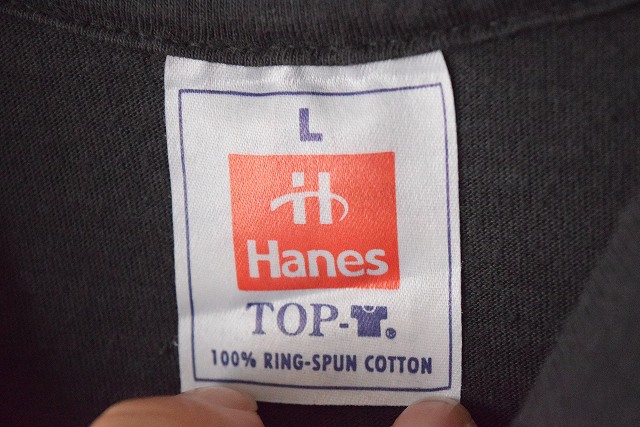 L
H
Hanes
TOP-®
100% RING-SPUN COTTON